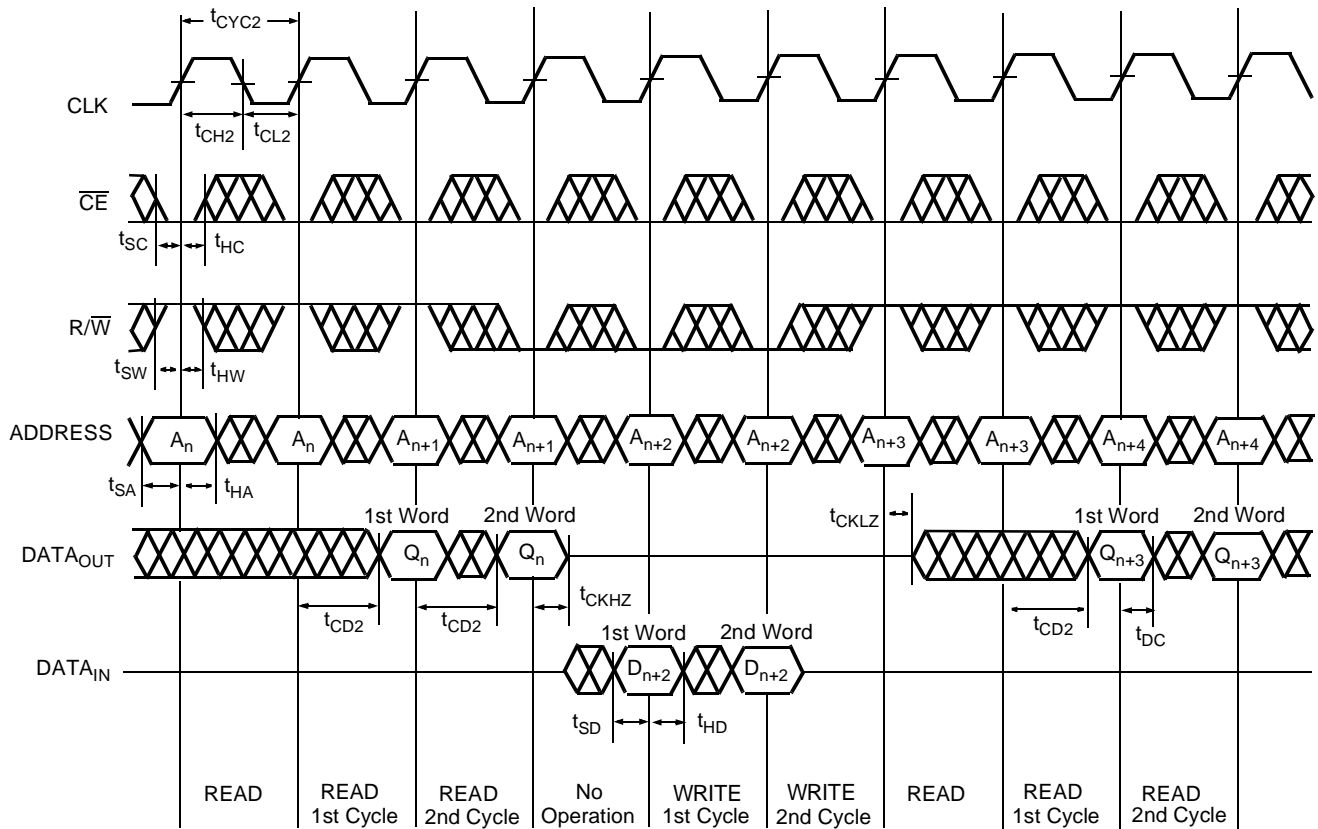 tCYC2
CLK
tCH2 tCL2
CE
tSC tHC
R/W
tSW tHW
ADDRESS An An An+1 An+1 An+2 An+2 An+3 An+3 An+4 An+4
tSA tHA
1st Word 2nd Word tCKLZ 1st Word 2nd Word
DATAOUT Qn Qn Qn+3 Qn+3
tCD2 tCD2 tCKHZ tCD2 tDC
1st Word 2nd Word
DATAIN Dn+2 Dn+2
tSD tHD
READ READ READ No WRITE WRITE READ READ READ
1st Cycle 2nd Cycle Operation 1st Cycle 2nd Cycle 1st Cycle 2nd Cycle